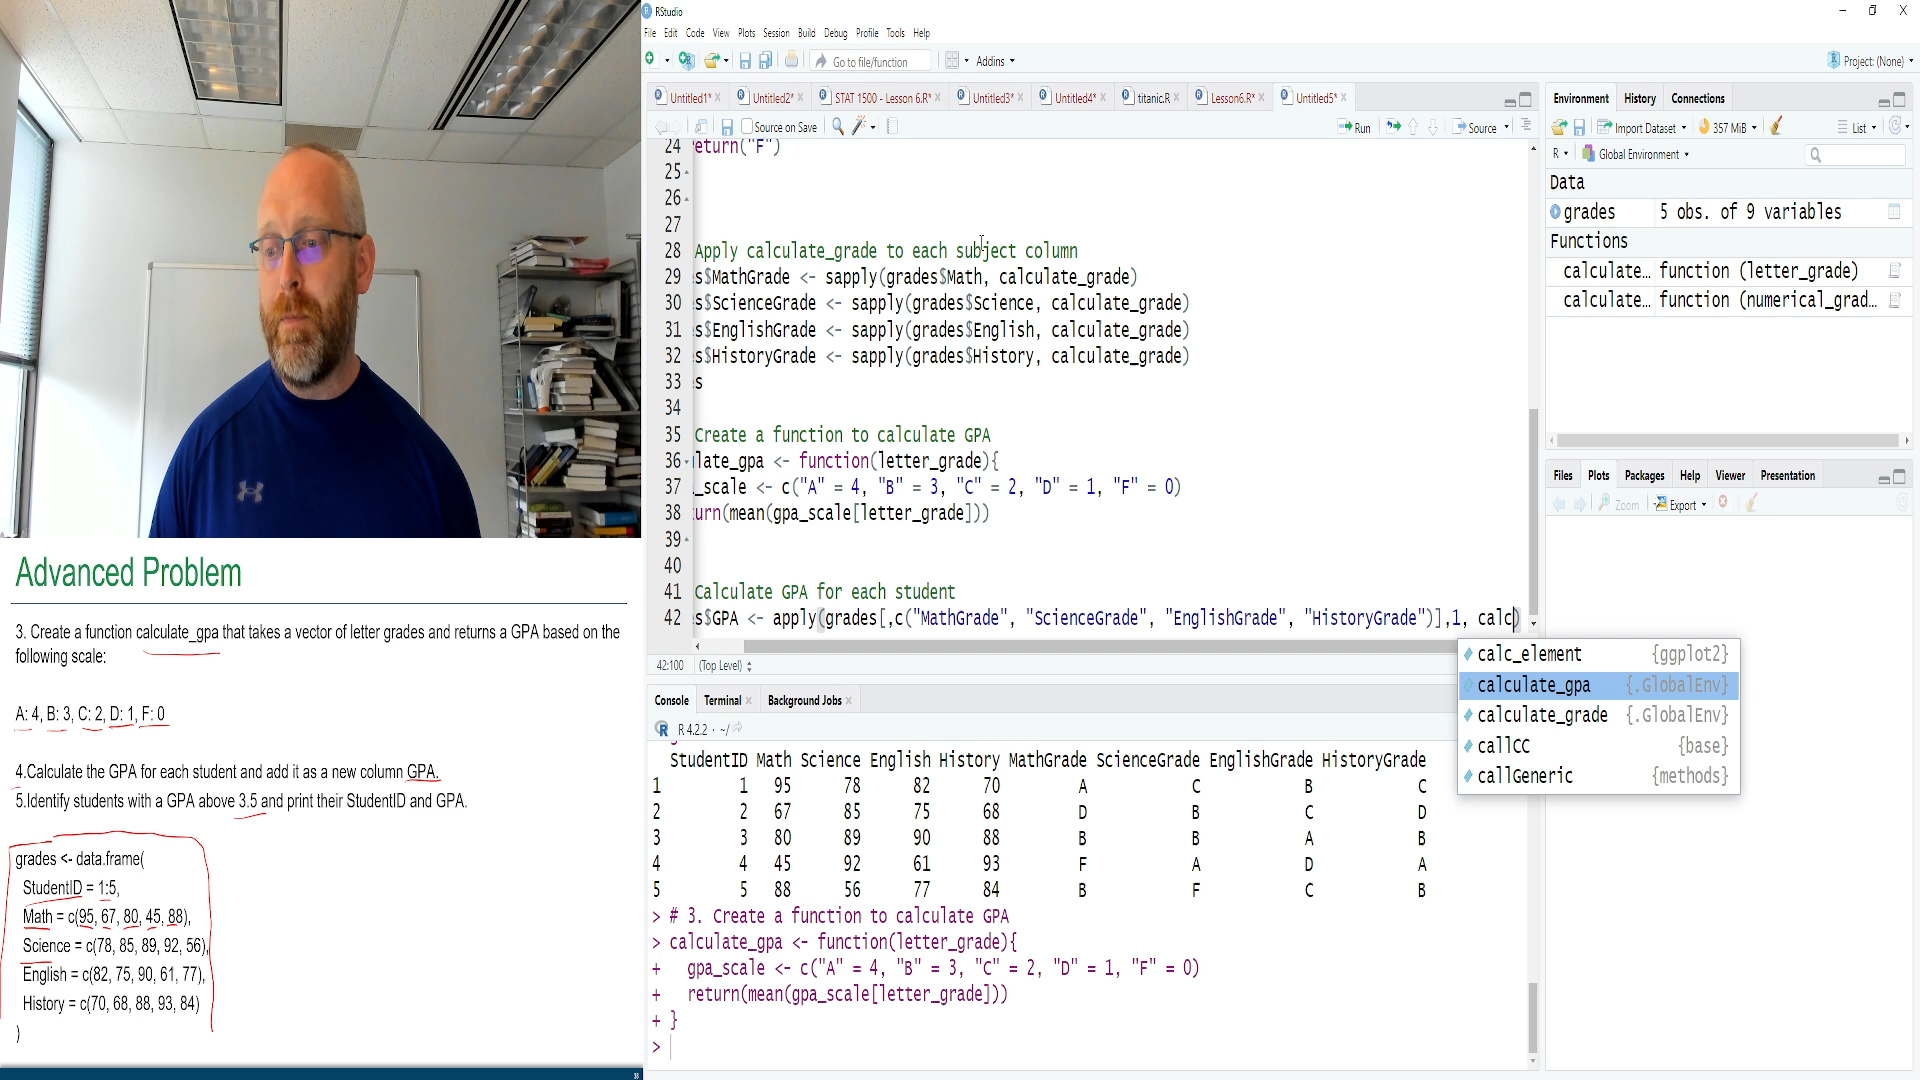 RStudio
File Edit Code View Plots Session Build Debug Profile Tools Help
Go to file/function
Addins
Project: (None)
Untitled1* Untitled2* STAT 1500 - Lesson 6.R* Untitled3* Untitled4* titanic.R Lesson6.R* Untitled5*
Source on Save
Run
Source
24 eturn("F")
25
26
27
28 Apply calculate_grade to each subject column
29 s$MathGrade <- sapply(grades$Math, calculate_grade)
30 s$ScienceGrade <- sapply(grades$Science, calculate_grade)
31 s$EnglishGrade <- sapply(grades$English, calculate_grade)
32 s$HistoryGrade <- sapply(grades$History, calculate_grade)
33 s
34
35 Create a function to calculate GPA
36 late_gpa <- function(letter_grade){
37 _scale <- c("A" = 4, "B" = 3, "C" = 2, "D" = 1, "F" = 0)
38 urn(mean(gpa_scale[letter_grade]))
39
40
41 Calculate GPA for each student
42 s$GPA <- apply(grades[,c("MathGrade", "ScienceGrade", "EnglishGrade", "HistoryGrade")],1, calc)
42:100 (Top Level)
calc_element {ggplot2}
calculate_gpa {.GlobalEnv}
calculate_grade {.GlobalEnv}
callCC {base}
callGeneric {methods}
Console Terminal Background Jobs
R 4.2.2 · ~/
StudentID Math Science English History MathGrade ScienceGrade EnglishGrade HistoryGrade
1 1 95 78 82 70 A C B C
2 2 67 85 75 68 D B C D
3 3 80 89 90 88 B B A B
4 4 45 92 61 93 F A D A
5 5 88 56 77 84 B F C B
> # 3. Create a function to calculate GPA
> calculate_gpa <- function(letter_grade){
+ gpa_scale <- c("A" = 4, "B" = 3, "C" = 2, "D" = 1, "F" = 0)
+ return(mean(gpa_scale[letter_grade]))
+ }
>
Environment History Connections
Import Dataset 357 MiB List
R Global Environment
Data
grades 5 obs. of 9 variables
Functions
calculate… function (letter_grade)
calculate… function (numerical_grad…
Files Plots Packages Help Viewer Presentation
Zoom Export
Advanced Problem
3. Create a function calculate_gpa that takes a vector of letter grades and returns a GPA based on the
following scale:
A: 4, B: 3, C: 2, D: 1, F: 0
4.Calculate the GPA for each student and add it as a new column GPA.
5.Identify students with a GPA above 3.5 and print their StudentID and GPA.
grades <- data.frame(
StudentID = 1:5,
Math = c(95, 67, 80, 45, 88),
Science = c(78, 85, 89, 92, 56),
English = c(82, 75, 90, 61, 77),
History = c(70, 68, 88, 93, 84)
)